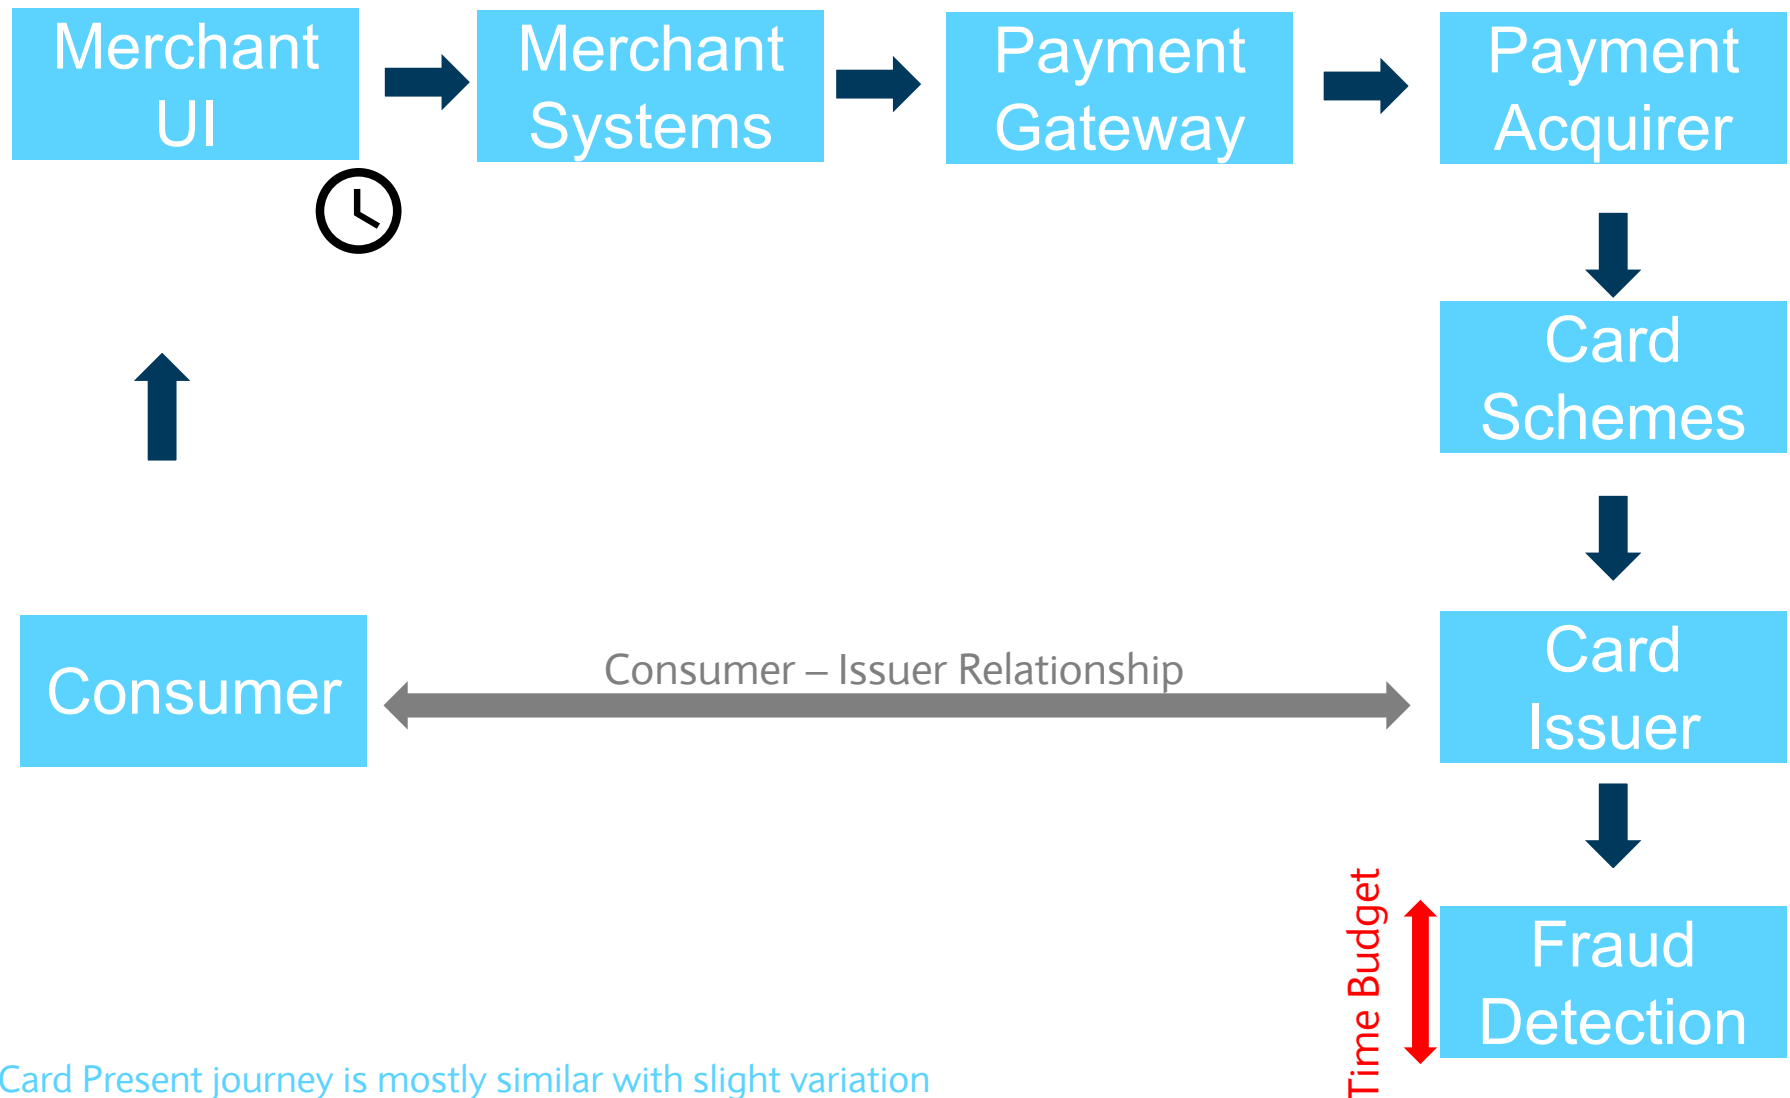 Merchant
UI
Merchant
Systems
Payment
Gateway
Payment
Acquirer
Card
Schemes
Consumer
Consumer – Issuer Relationship
Card
Issuer
Time Budget
Fraud
Detection
Card Present journey is mostly similar with slight variation